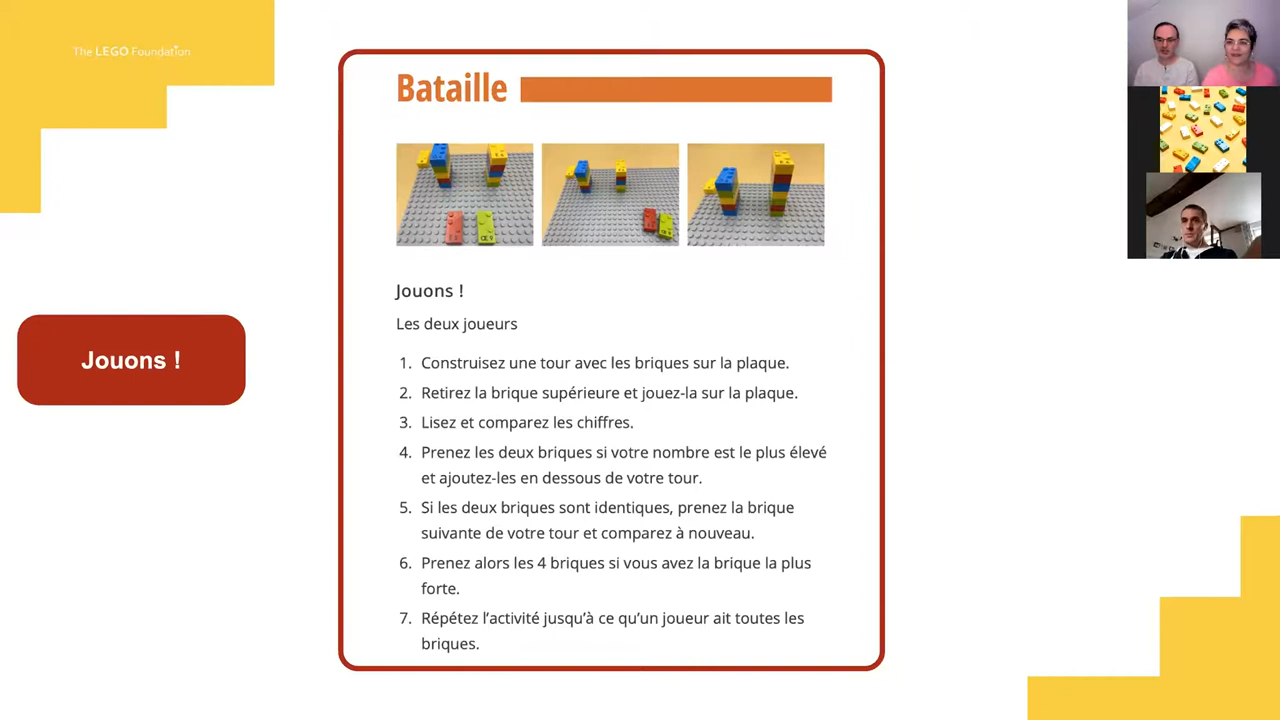 The LEGO Foundation
Bataille
Jouons !
Les deux joueurs
1. Construisez une tour avec les briques sur la plaque.
2. Retirez la brique supérieure et jouez-la sur la plaque.
3. Lisez et comparez les chiffres.
4. Prenez les deux briques si votre nombre est le plus élevé
et ajoutez-les en dessous de votre tour.
5. Si les deux briques sont identiques, prenez la brique
suivante de votre tour et comparez à nouveau.
6. Prenez alors les 4 briques si vous avez la brique la plus
forte.
7. Répétez l’activité jusqu’à ce qu’un joueur ait toutes les
briques.
Jouons !